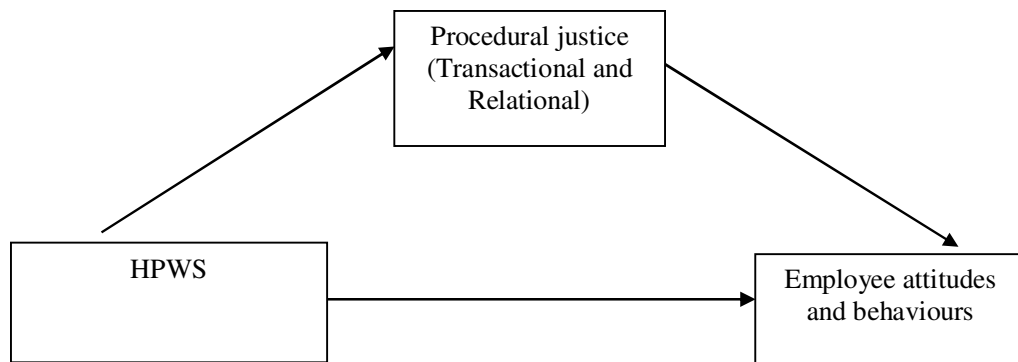 Procedural justice
(Transactional and
Relational)
HPWS
Employee attitudes
and behaviours